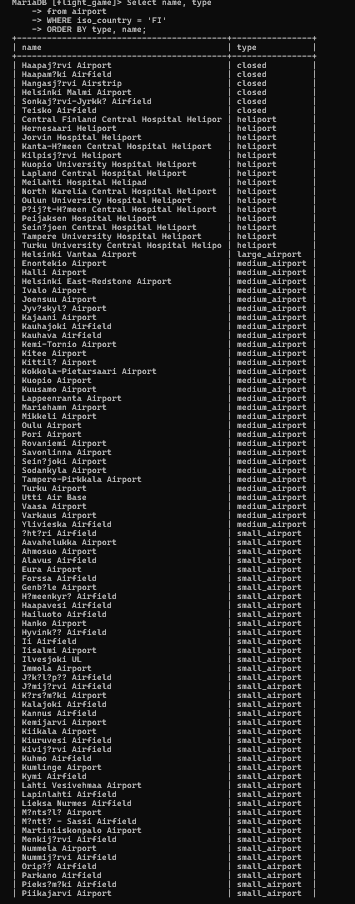 MariaDB [flight_game]> Select name, type
-> from airport
-> WHERE iso_country = 'FI'
-> ORDER BY type, name;
| name | type |
| Haapaj?rvi Airport | closed |
| Haapam?ki Airfield | closed |
| Hangasj?rvi Airstrip | closed |
| Helsinki Malmi Airport | closed |
| Sonkaj?rvi-Jyrkk? Airfield | closed |
| Teisko Airfield | closed |
| Central Finland Central Hospital Helipor | heliport |
| Hernesaari Heliport | heliport |
| Jorvin Hospital Heliport | heliport |
| Kanta-H?meen Central Hospital Heliport | heliport |
| Kilpisj?rvi Heliport | heliport |
| Kuopio University Hospital Heliport | heliport |
| Lapland Central Hospital Heliport | heliport |
| Meilahti Hospital Helipad | heliport |
| North Karelia Central Hospital Heliport | heliport |
| Oulun University Hospital Heliport | heliport |
| P?ij?t-H?meen Central Hospital Heliport | heliport |
| Peijaksen Hospital Heliport | heliport |
| Sein?joen Central Hospital Heliport | heliport |
| Tampere University Hospital Heliport | heliport |
| Turku University Central Hospital Helipo | heliport |
| Helsinki Vantaa Airport | large_airport |
| Enontekio Airport | medium_airport |
| Halli Airport | medium_airport |
| Helsinki East-Redstone Airport | medium_airport |
| Ivalo Airport | medium_airport |
| Joensuu Airport | medium_airport |
| Jyv?skyl? Airport | medium_airport |
| Kajaani Airport | medium_airport |
| Kauhajoki Airfield | medium_airport |
| Kauhava Airfield | medium_airport |
| Kemi-Tornio Airport | medium_airport |
| Kitee Airport | medium_airport |
| Kittil? Airport | medium_airport |
| Kokkola-Pietarsaari Airport | medium_airport |
| Kuopio Airport | medium_airport |
| Kuusamo Airport | medium_airport |
| Lappeenranta Airport | medium_airport |
| Mariehamn Airport | medium_airport |
| Mikkeli Airport | medium_airport |
| Oulu Airport | medium_airport |
| Pori Airport | medium_airport |
| Rovaniemi Airport | medium_airport |
| Savonlinna Airport | medium_airport |
| Sein?joki Airport | medium_airport |
| Sodankyla Airport | medium_airport |
| Tampere-Pirkkala Airport | medium_airport |
| Turku Airport | medium_airport |
| Utti Air Base | medium_airport |
| Vaasa Airport | medium_airport |
| Varkaus Airport | medium_airport |
| Ylivieska Airfield | medium_airport |
| ?ht?ri Airfield | small_airport |
| Aavahelukka Airport | small_airport |
| Ahmosuo Airport | small_airport |
| Alavus Airfield | small_airport |
| Eura Airport | small_airport |
| Forssa Airfield | small_airport |
| Genb?le Airport | small_airport |
| H?meenkyr? Airfield | small_airport |
| Haapavesi Airfield | small_airport |
| Hailuoto Airfield | small_airport |
| Hanko Airport | small_airport |
| Hyvink?? Airfield | small_airport |
| Ii Airfield | small_airport |
| Iisalmi Airport | small_airport |
| Ilvesjoki UL | small_airport |
| Immola Airport | small_airport |
| J?k?l?p?? Airfield | small_airport |
| J?mij?rvi Airfield | small_airport |
| K?rs?m?ki Airport | small_airport |
| Kalajoki Airfield | small_airport |
| Kannus Airfield | small_airport |
| Kemijarvi Airport | small_airport |
| Kiikala Airport | small_airport |
| Kiuruvesi Airfield | small_airport |
| Kivij?rvi Airfield | small_airport |
| Kuhmo Airfield | small_airport |
| Kumlinge Airport | small_airport |
| Kymi Airfield | small_airport |
| Lahti Vesivehmaa Airport | small_airport |
| Lapinlahti Airfield | small_airport |
| Lieksa Nurmes Airfield | small_airport |
| M?nts?l? Airport | small_airport |
| M?ntt? - Sassi Airfield | small_airport |
| Martiniiskonpalo Airport | small_airport |
| Menkij?rvi Airfield | small_airport |
| Nummela Airport | small_airport |
| Nummij?rvi Airfield | small_airport |
| Orip?? Airfield | small_airport |
| Parkano Airfield | small_airport |
| Pieks?m?ki Airfield | small_airport |
| Piikajarvi Airport | small_airport |